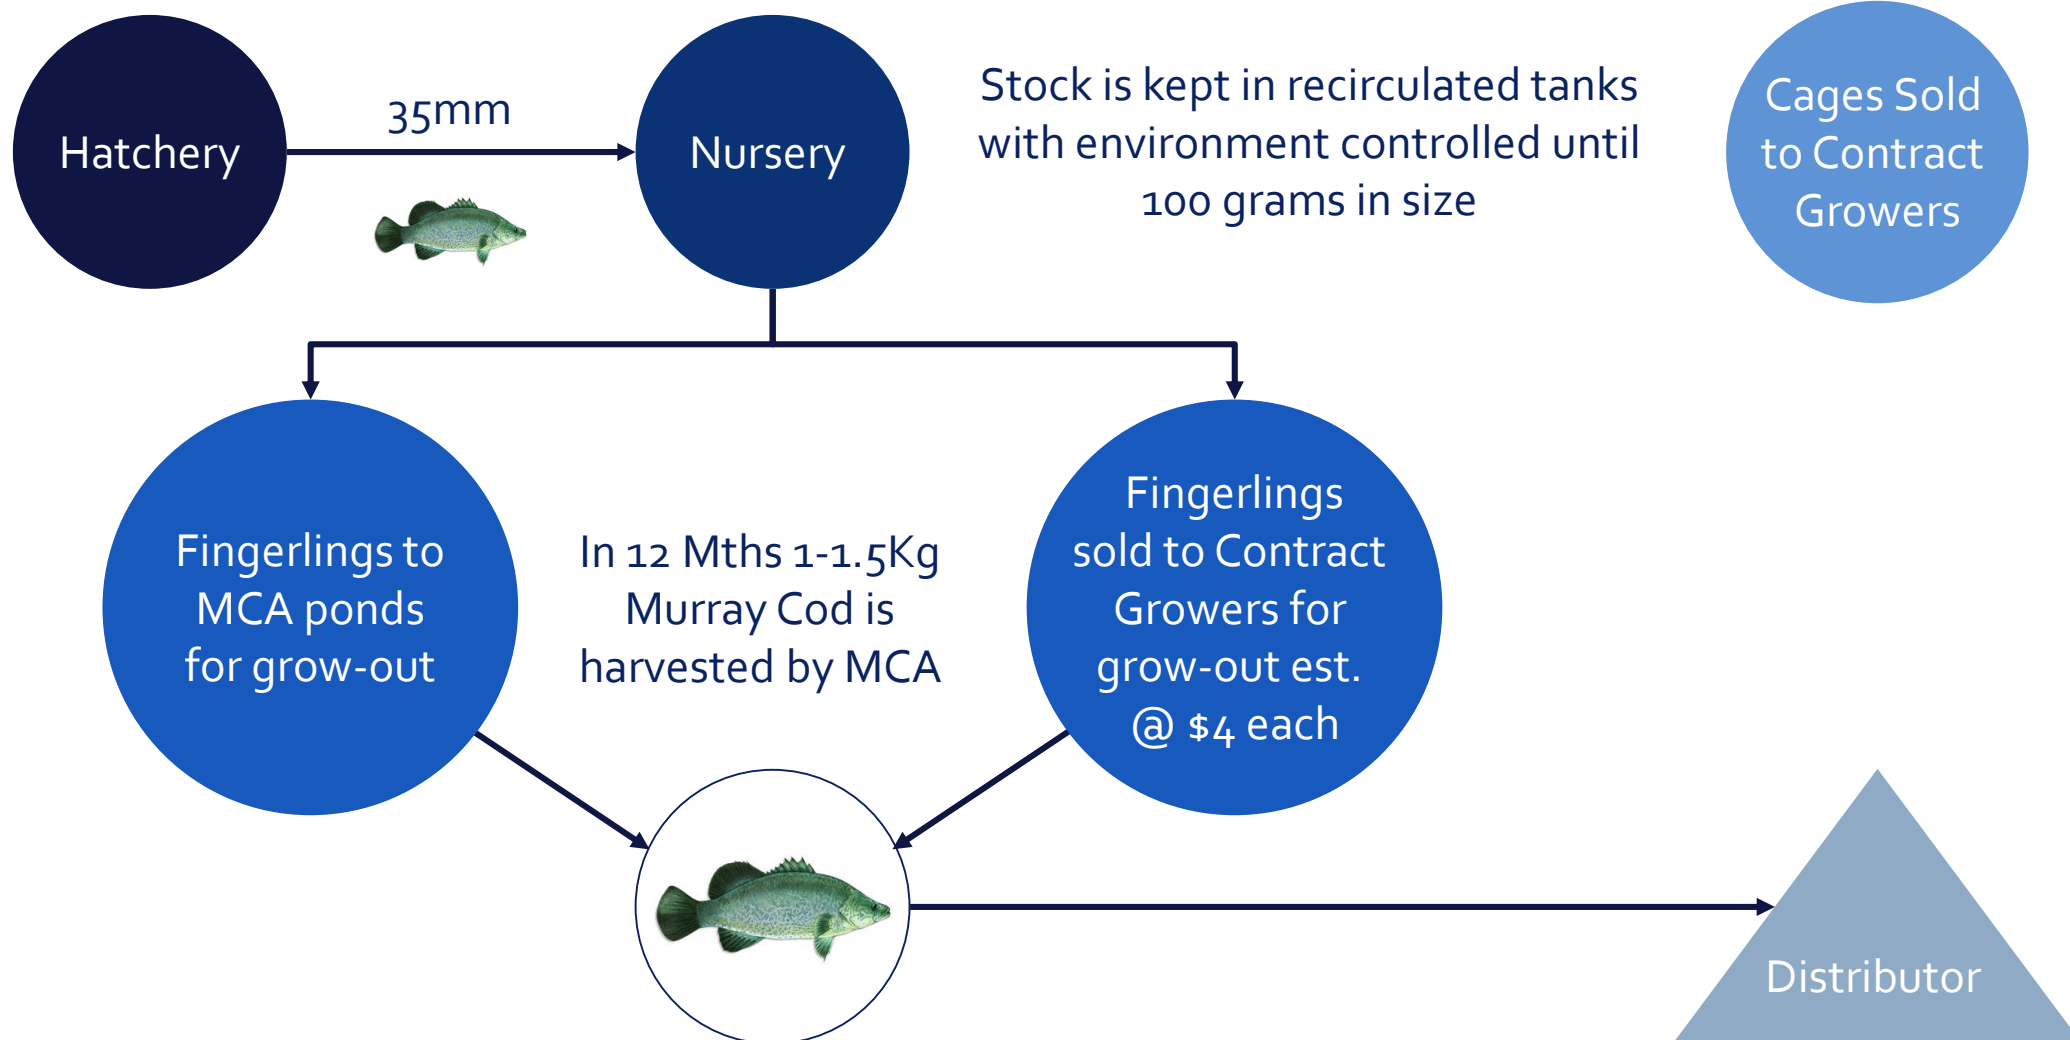 Hatchery
35mm
Nursery
Stock is kept in recirculated tanks
with environment controlled until
100 grams in size
Cages Sold
to Contract
Growers
Fingerlings to
MCA ponds
for grow-out
In 12 Mths 1-1.5Kg
Murray Cod is
harvested by MCA
Fingerlings
sold to Contract
Growers for
grow-out est.
@ $4 each
Distributor